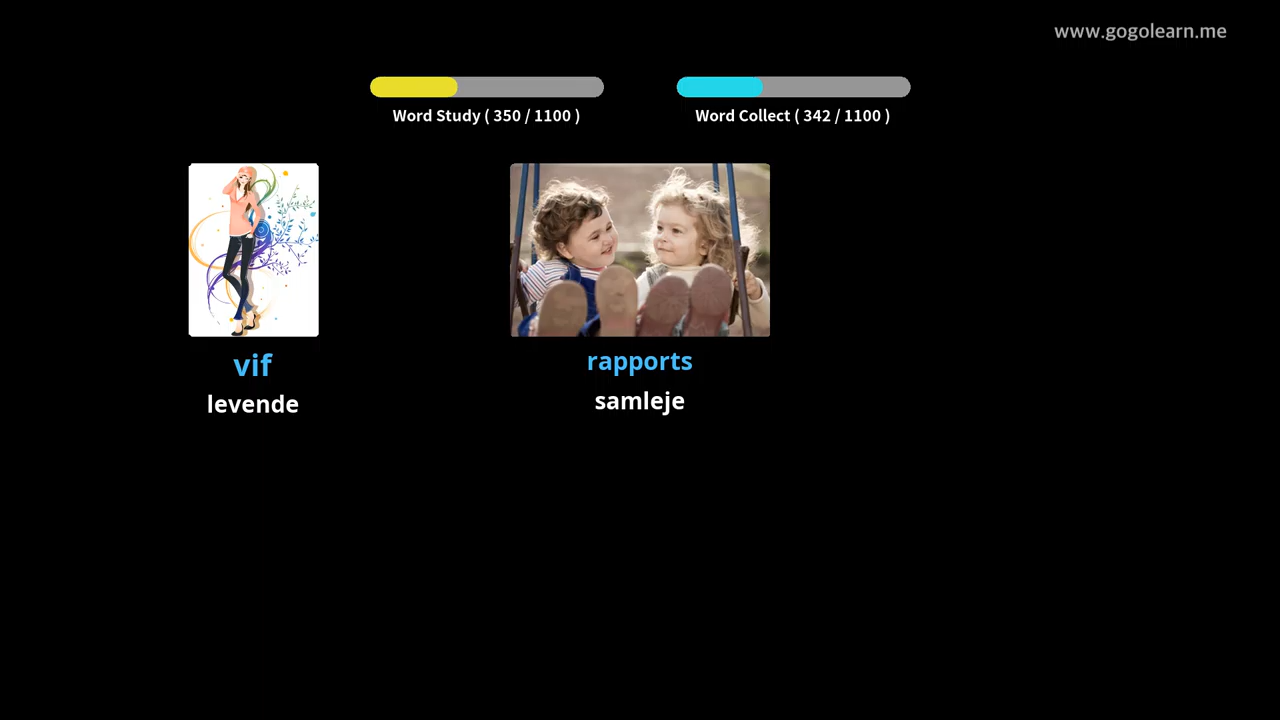 www.gogolearn.me
Word Study ( 350 / 1100 )
Word Collect ( 342 / 1100 )
vif
levende
rapports
samleje